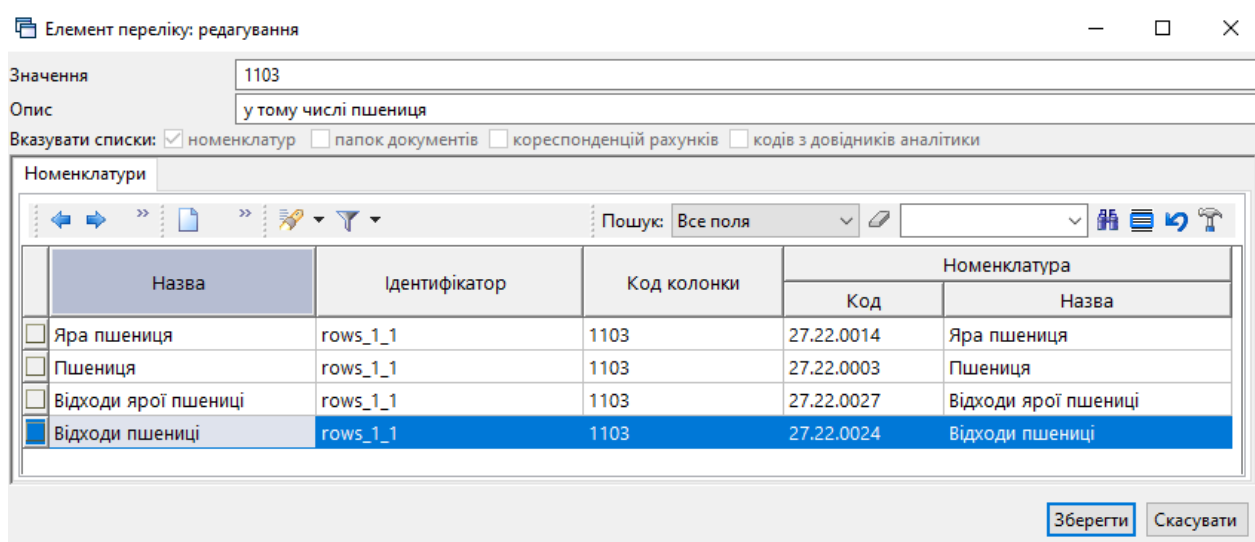 Елемент переліку: редагування
Значення 1103
Опис у тому числі пшениця
Вказувати списки: номенклатур папок документів кореспонденцій рахунків кодів з довідників аналітики
Номенклатури
» » Пошук: Все поля
Назва Ідентифікатор Код колонки Номенклатура
Код Назва
Яра пшениця rows_1_1 1103 27.22.0014 Яра пшениця
Пшениця rows_1_1 1103 27.22.0003 Пшениця
Відходи ярої пшениці rows_1_1 1103 27.22.0027 Відходи ярої пшениці
Відходи пшениці rows_1_1 1103 27.22.0024 Відходи пшениці
Зберегти Скасувати